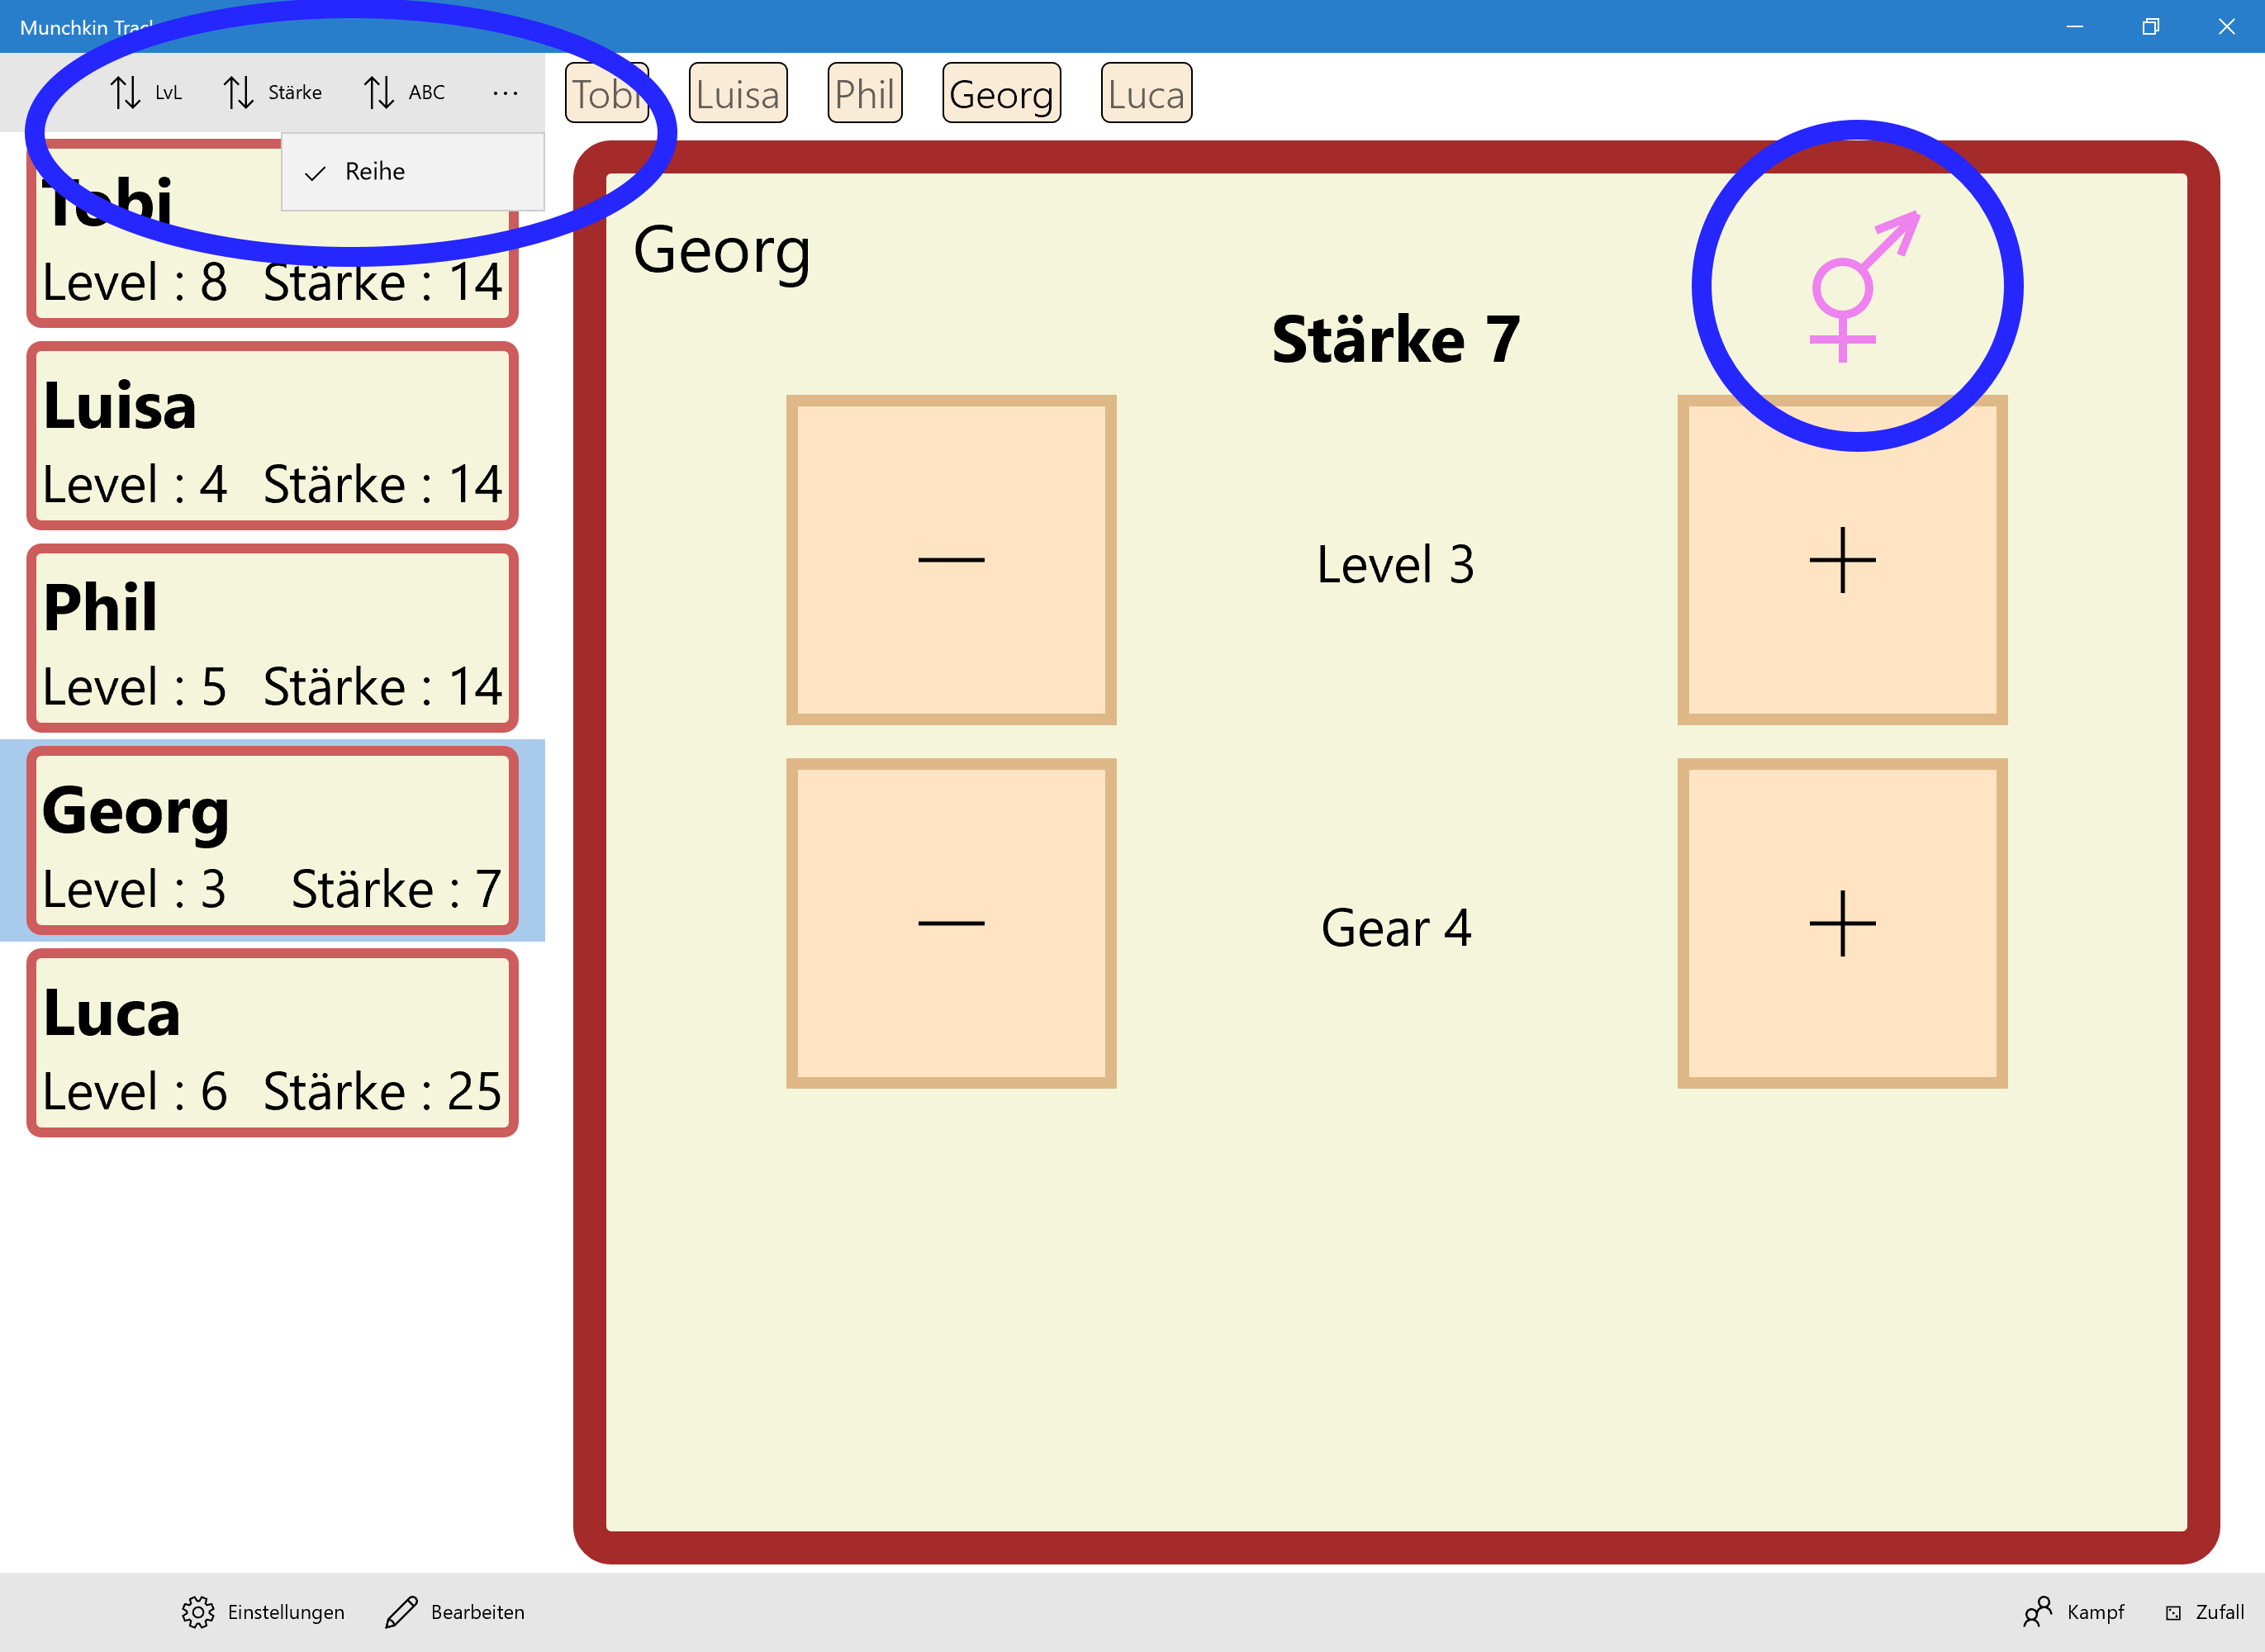 Munchkin
LvL Stärke ABC ...
Reihe
Tobi Luisa Phil Georg Luca
Tobi
Level : 8 Stärke : 14
Luisa
Level : 4 Stärke : 14
Phil
Level : 5 Stärke : 14
Georg
Level : 3 Stärke : 7
Luca
Level : 6 Stärke : 25
Georg
Stärke 7
Level 3
Gear 4
Einstellungen Bearbeiten Kampf Zufall